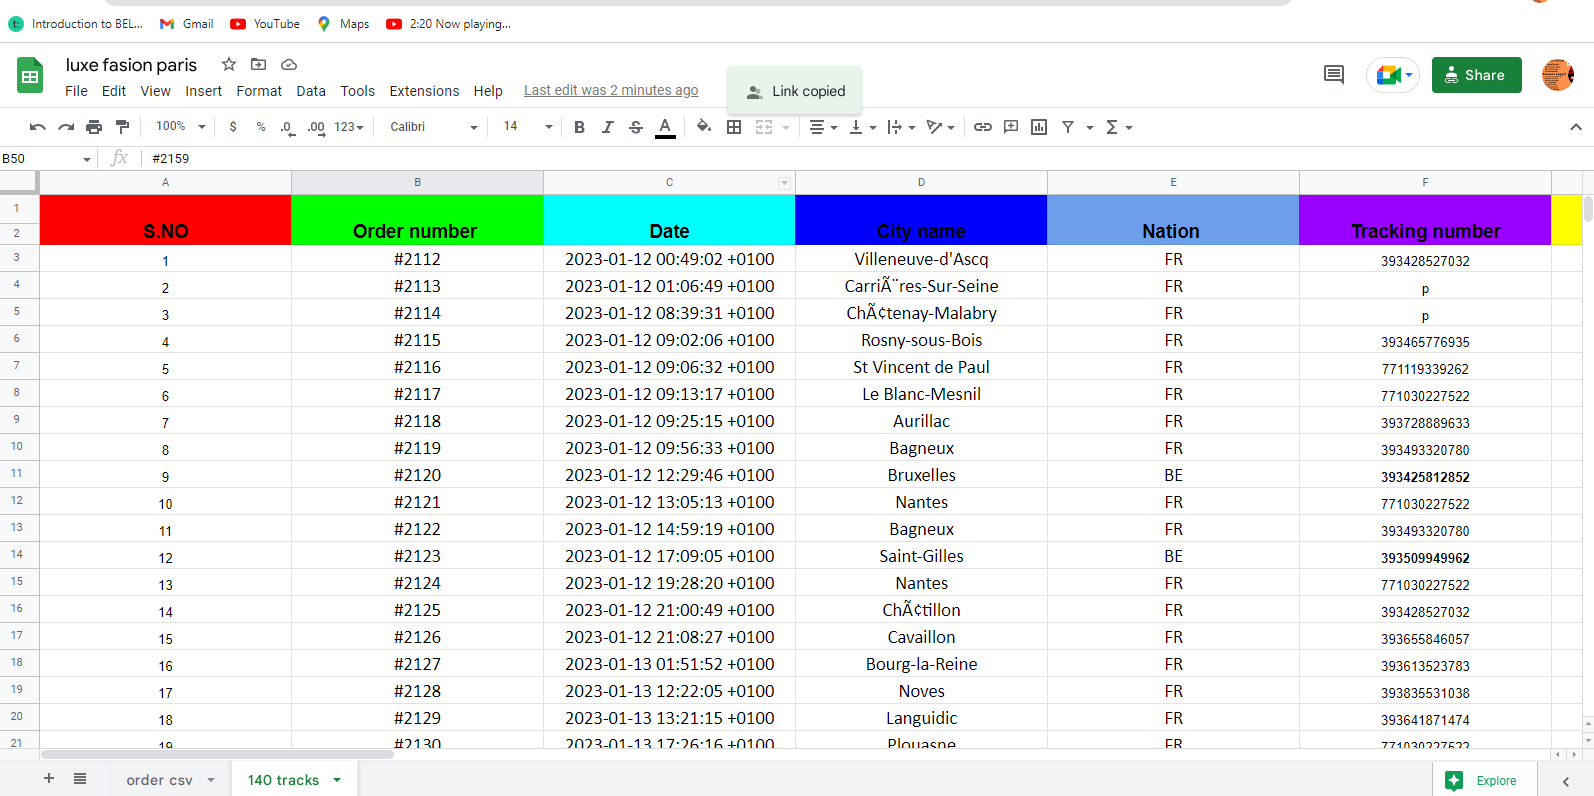 Introduction to BEL... Gmail YouTube Maps 2:20 Now playing...
luxe fasion paris
File Edit View Insert Format Data Tools Extensions Help Last edit was 2 minutes ago
Link copied
Share
100% $ % .0 .00 123 Calibri 14 B I S A
B50 fx #2159
A B C D E F
1
2 S.NO Order number Date City name Nation Tracking number
3 1 #2112 2023-01-12 00:49:02 +0100 Villeneuve-d'Ascq FR 393428527032
4 2 #2113 2023-01-12 01:06:49 +0100 CarriÃ¨res-Sur-Seine FR p
5 3 #2114 2023-01-12 08:39:31 +0100 ChÃ¢tenay-Malabry FR p
6 4 #2115 2023-01-12 09:02:06 +0100 Rosny-sous-Bois FR 393465776935
7 5 #2116 2023-01-12 09:06:32 +0100 St Vincent de Paul FR 771119339262
8 6 #2117 2023-01-12 09:13:17 +0100 Le Blanc-Mesnil FR 771030227522
9 7 #2118 2023-01-12 09:25:15 +0100 Aurillac FR 393728889633
10 8 #2119 2023-01-12 09:56:33 +0100 Bagneux FR 393493320780
11 9 #2120 2023-01-12 12:29:46 +0100 Bruxelles BE 393425812852
12 10 #2121 2023-01-12 13:05:13 +0100 Nantes FR 771030227522
13 11 #2122 2023-01-12 14:59:19 +0100 Bagneux FR 393493320780
14 12 #2123 2023-01-12 17:09:05 +0100 Saint-Gilles BE 393509949962
15 13 #2124 2023-01-12 19:28:20 +0100 Nantes FR 771030227522
16 14 #2125 2023-01-12 21:00:49 +0100 ChÃ¢tillon FR 393428527032
17 15 #2126 2023-01-12 21:08:27 +0100 Cavaillon FR 393655846057
18 16 #2127 2023-01-13 01:51:52 +0100 Bourg-la-Reine FR 393613523783
19 17 #2128 2023-01-13 12:22:05 +0100 Noves FR 393835531038
20 18 #2129 2023-01-13 13:21:15 +0100 Languidic FR 393641871474
21 19 #2130 2023-01-13 17:26:16 +0100 Plouasne FR 771030227522
order csv 140 tracks Explore